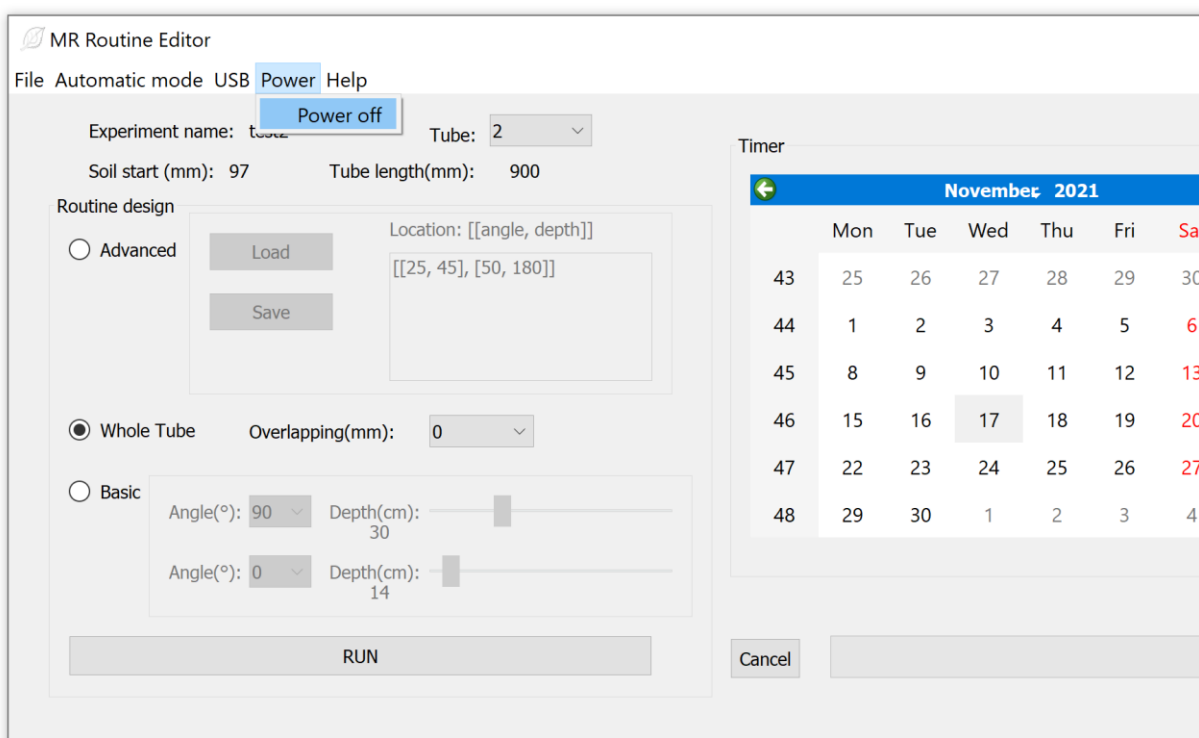 MR Routine Editor
File Automatic mode USB Power Help
Power off
Experiment name: test2 Tube: 2
Soil start (mm): 97 Tube length(mm): 900
Routine design
Advanced
Load
Save
Location: [[angle, depth]]
[[25, 45], [50, 180]]
Whole Tube Overlapping(mm): 0
Basic
Angle(°): 90 Depth(cm):
30
Angle(°): 0 Depth(cm):
14
RUN
Timer
November, 2021
Mon Tue Wed Thu Fri Sa
43 25 26 27 28 29 30
44 1 2 3 4 5 6
45 8 9 10 11 12 13
46 15 16 17 18 19 20
47 22 23 24 25 26 27
48 29 30 1 2 3 4
Cancel